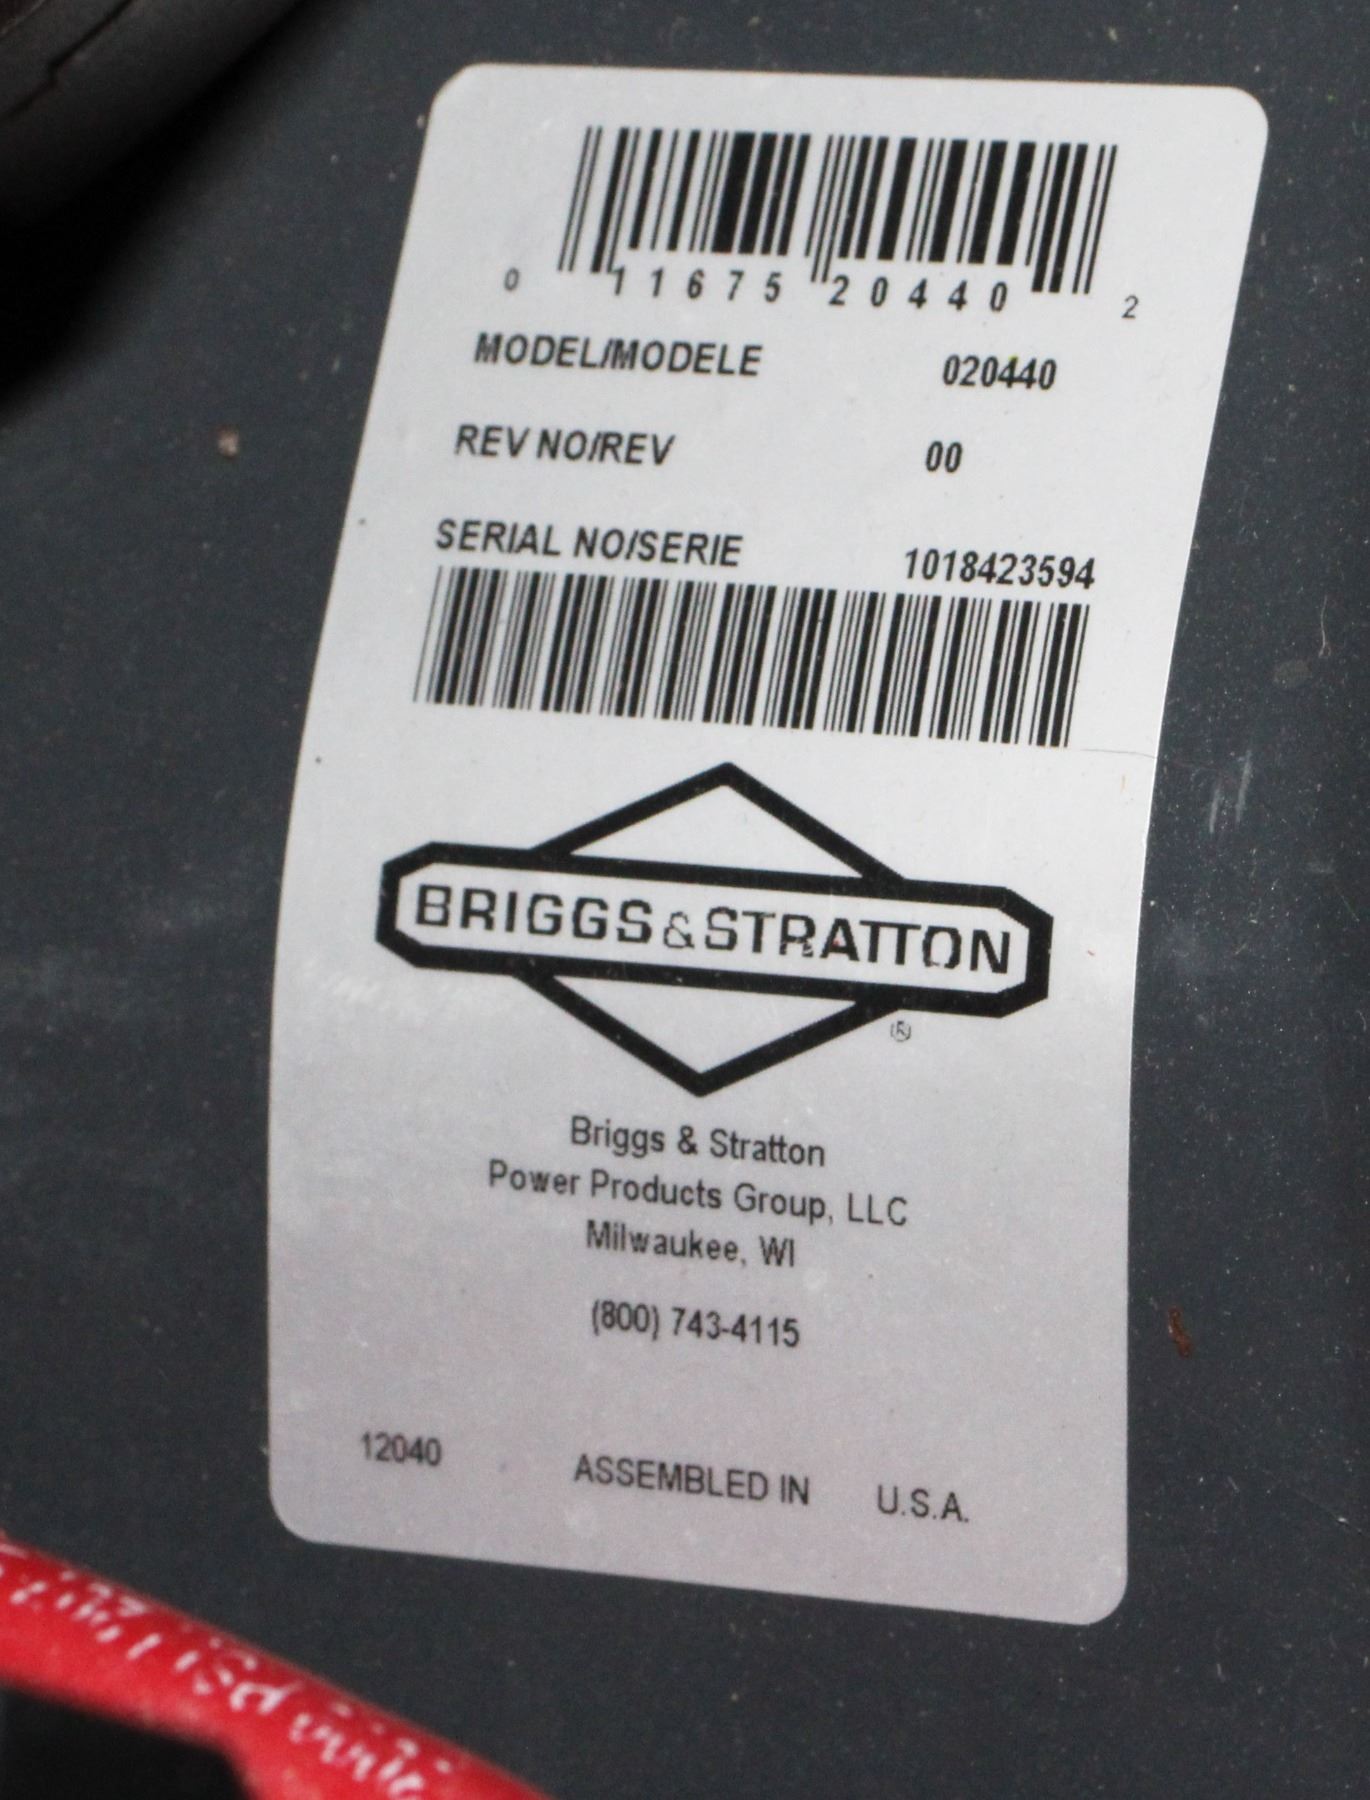 0 11675 20440 2
MODEL/MODELE 020440
REV NO/REV 00
SERIAL NO/SERIE 1018423594
BRIGGS & STRATTON
®
Briggs & Stratton
Power Products Group, LLC
Milwaukee, WI
(800) 743-4115
12040 ASSEMBLED IN U.S.A.